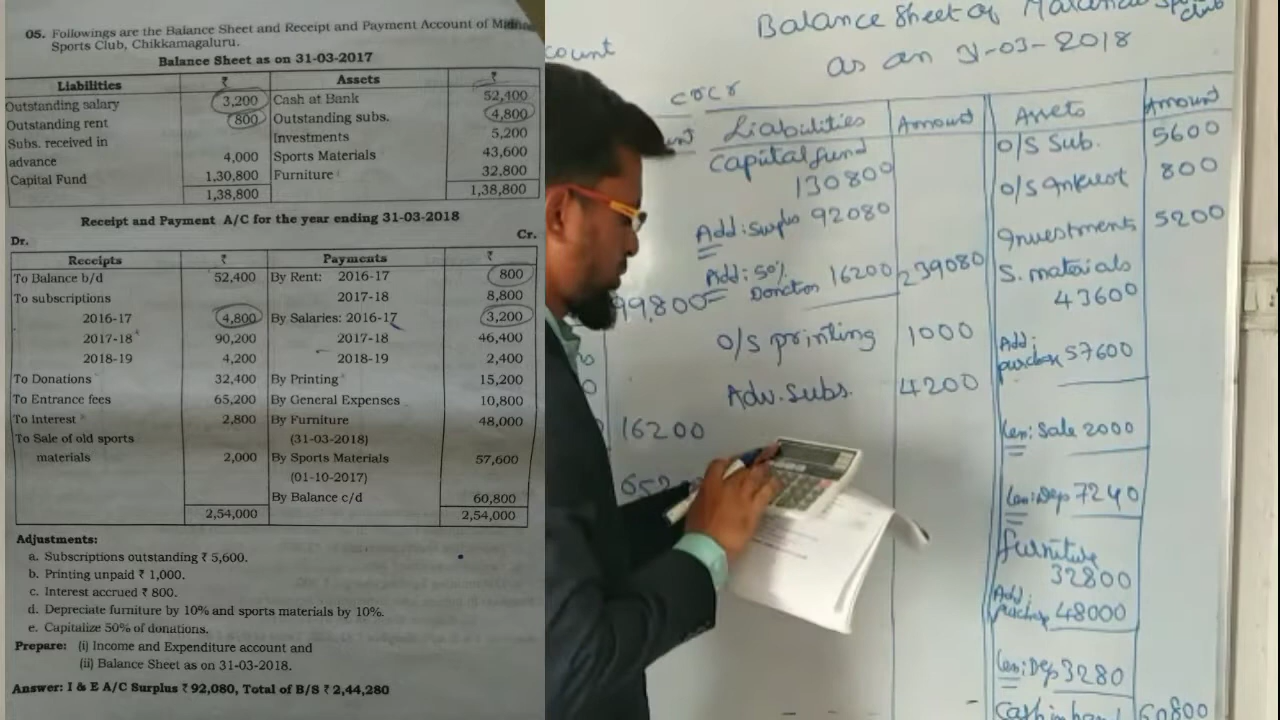 05. Followings are the Balance Sheet and Receipt and Payment Account of
Sports Club, Chikkamagaluru.
Balance Sheet as on 31-03-2017
Liabilities ₹ Assets ₹
Outstanding salary 3,200 Cash at Bank 52,400
Outstanding rent 800 Outstanding subs. 4,800
Subs. received in Investments 5,200
advance 4,000 Sports Materials 43,600
Capital Fund 1,30,800 Furniture 32,800
1,38,800 1,38,800
Receipt and Payment A/C for the year ending 31-03-2018
Dr. Cr.
Receipts ₹ Payments ₹
To Balance b/d 52,400 By Rent: 2016-17 800
To subscriptions 2017-18 8,800
2016-17 4,800 By Salaries: 2016-17 3,200
2017-18 90,200 2017-18 46,400
2018-19 4,200 2018-19 2,400
To Donations 32,400 By Printing 15,200
To Entrance fees 65,200 By General Expenses 10,800
To Interest 2,800 By Furniture 48,000
To Sale of old sports (31-03-2018)
materials 2,000 By Sports Materials 57,600
(01-10-2017)
By Balance c/d 60,800
2,54,000 2,54,000
Adjustments:
a. Subscriptions outstanding ₹ 5,600.
b. Printing unpaid ₹ 1,000.
c. Interest accrued ₹ 800.
d. Depreciate furniture by 10% and sports materials by 10%.
e. Capitalize 50% of donations.
Prepare: (i) Income and Expenditure account and
(ii) Balance Sheet as on 31-03-2018.
Answer: I & E A/C Surplus ₹ 92,080, Total of B/S ₹ 2,44,280
Balance Sheet of
club
as on 31-03-2018
count
Liabilities Amount
Capital fund
130800
Add: Surplus 92080
Add: 50%
Donation 16200 239080
O/S printing 1000
Adv. Subs. 4200
99,800=
16200
Assets Amount
O/S Sub. 5600
O/S Interest 800
Investments 5200
S. materials
43600
Add:
purchase 57600
Less: Sale 2000
Less: Dep 7240
furniture
32800
Add:
purchase 48000
Less: Dep 3280
Cash in hand 60800